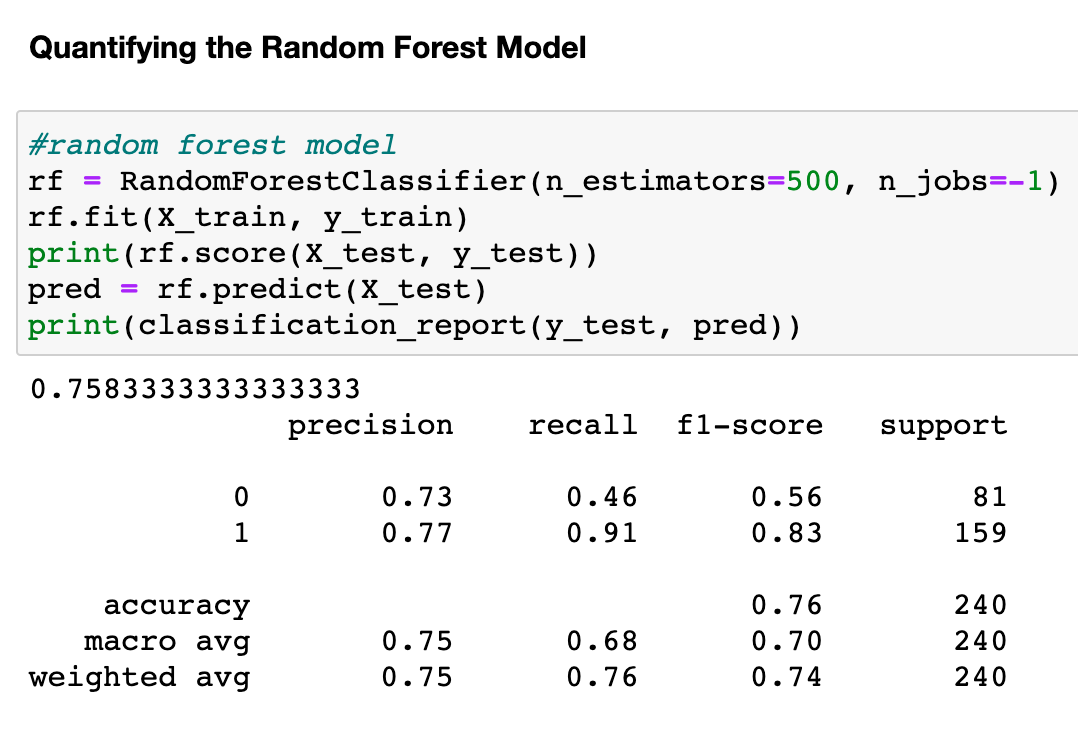 Quantifying the Random Forest Model
#random forest model
rf = RandomForestClassifier(n_estimators=500, n_jobs=-1)
rf.fit(X_train, y_train)
print(rf.score(X_test, y_test))
pred = rf.predict(X_test)
print(classification_report(y_test, pred))
0.7583333333333333
precision recall f1-score support
0 0.73 0.46 0.56 81
1 0.77 0.91 0.83 159
accuracy 0.76 240
macro avg 0.75 0.68 0.70 240
weighted avg 0.75 0.76 0.74 240